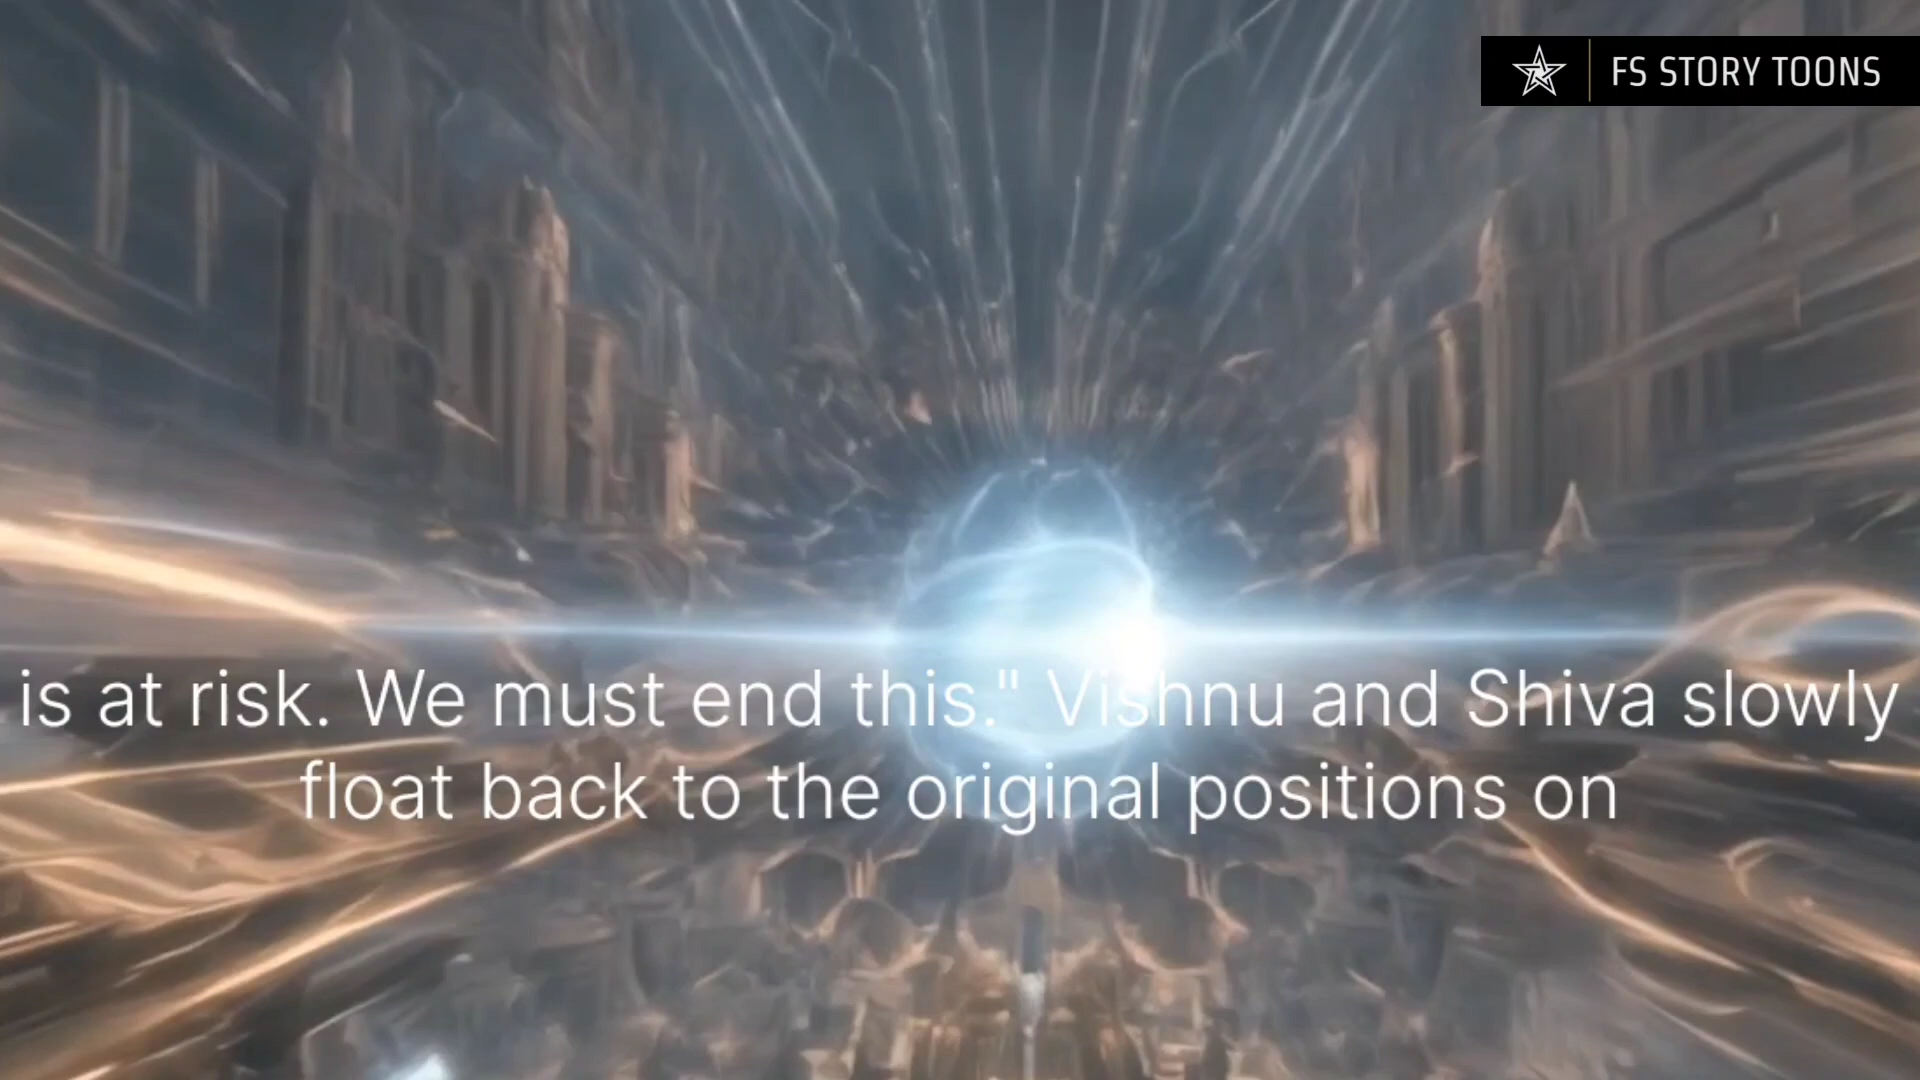 FS STORY TOONS
is at risk. We must end this." Vishnu and Shiva slowly
float back to the original positions on